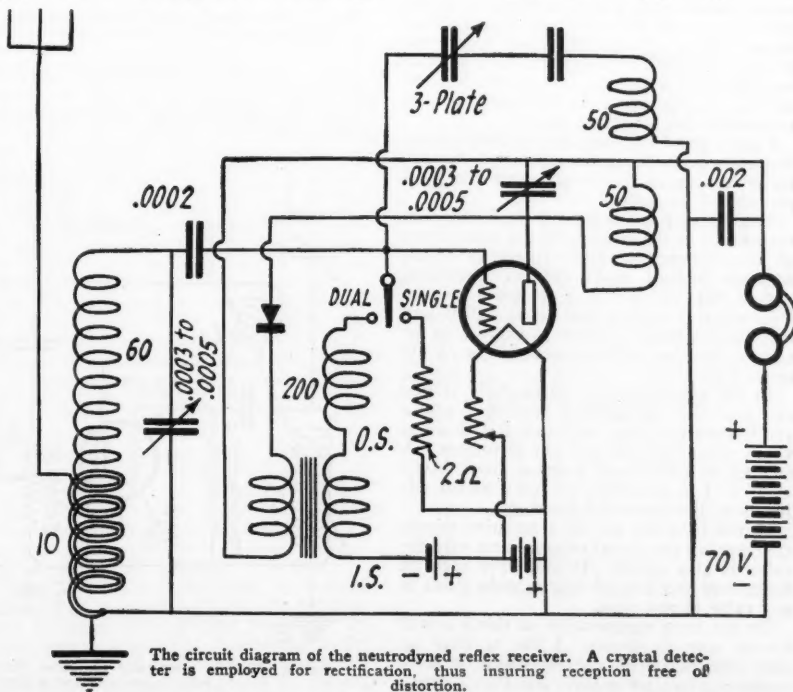 3-Plate
50
.0003 to
.0005
50
.002
.0002
DUAL SINGLE
60
.0003 to
.0005
200
O.S.
2Ω
10
I.S.
- +
+
+
70 V.
-
The circuit diagram of the neutrodyned reflex receiver. A crystal detec-
ter is employed for rectification, thus insuring reception free of
distortion.